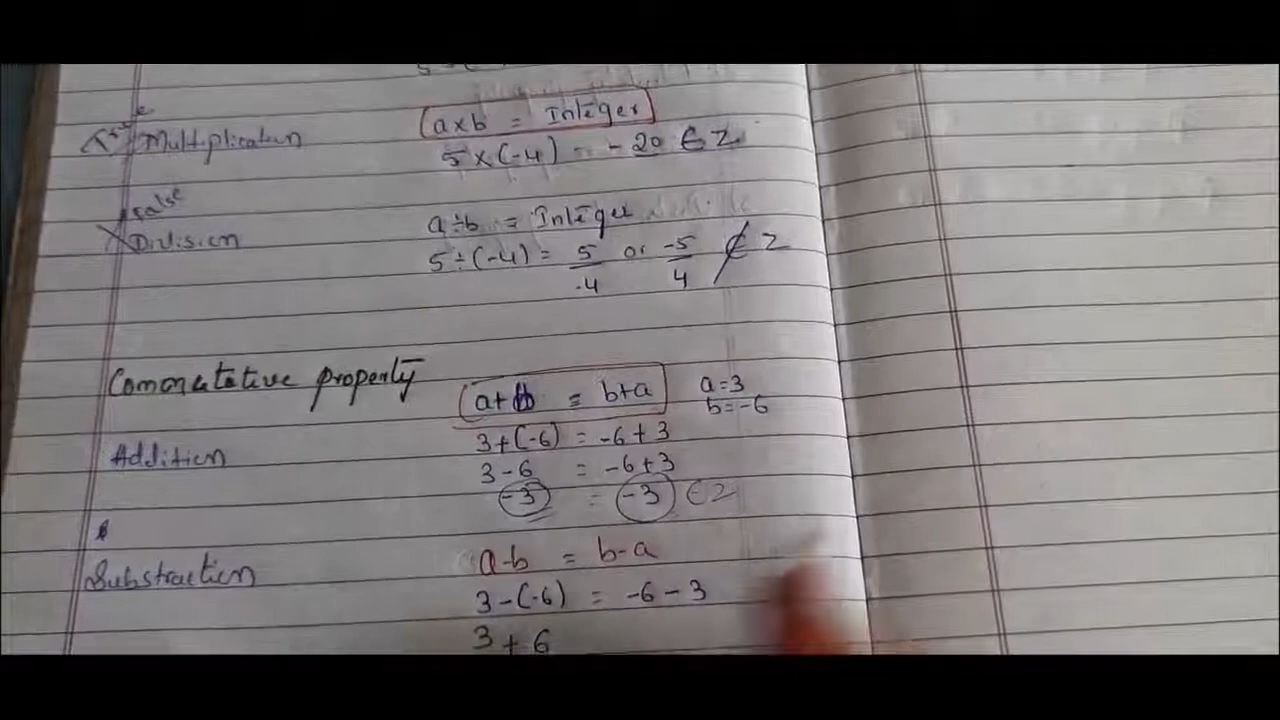 True
Multiplication
a×b = Integer
5×(-4) = -20 ∈ Z
False
Division
a÷b = Integer
5÷(-4) = 5/-4 or -5/4 ∉ Z
Commutative property
a+b = b+a
a=3
b=-6
Addition
3+(-6) = -6+3
3-6 = -6+3
-3 = -3 ∈ Z
Substraction
a-b = b-a
3-(-6) = -6-3
3+6